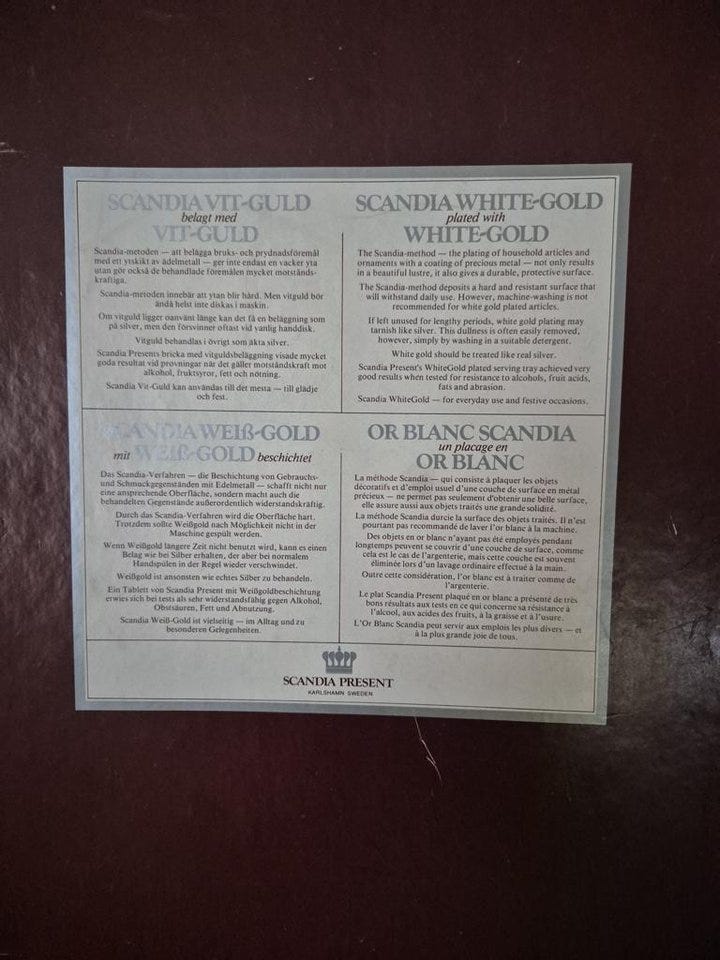 SCANDIA VIT-GULD
belagt med
VIT-GULD
Scandia-metoden — att belägga bruks- och prydnadsföremål
med ett ytskikt av ädelmetall — ger inte endast en vacker yta
utan gör också de behandlade föremålen mycket motstånds-
kraftiga.
Scandia-metoden innebär att ytan blir hård. Men vitguld bör
ändå helst inte diskas i maskin.
Om vitguld ligger oanvänt länge kan det få en beläggning som
på silver, men den försvinner oftast vid vanlig handdisk.
Vitguld behandlas i övrigt som äkta silver.
Scandia Presents bricka med vitguldsbeläggning visade mycket
goda resultat vid provningar när det gäller motståndskraft mot
alkohol, fruktsyror, fett och nötning.
Scandia Vit-Guld kan användas till det mesta — till glädje
och fest.
SCANDIA WHITE-GOLD
plated with
WHITE-GOLD
The Scandia-method — the plating of household articles and
ornaments with a coating of precious metal — not only results
in a beautiful lustre, it also gives a durable, protective surface.
The Scandia-method deposits a hard and resistant surface that
will withstand daily use. However, machine-washing is not
recommended for white gold plated articles.
If left unused for lengthy periods, white gold plating may
tarnish like silver. This dullness is often easily removed,
however, simply by washing in a suitable detergent.
White gold should be treated like real silver.
Scandia Present's WhiteGold plated serving tray achieved very
good results when tested for resistance to alcohols, fruit acids,
fats and abrasion.
Scandia WhiteGold — for everyday use and festive occasions.
SCANDIA WEIß-GOLD
mit WEIß-GOLD beschichtet
Das Scandia-Verfahren — die Beschichtung von Gebrauchs-
und Schmuckgegenständen mit Edelmetall — schafft nicht nur
eine ansprechende Oberfläche, sondern macht auch die
behandelten Gegenstände außerordentlich widerstandskräftig.
Durch das Scandia-Verfahren wird die Oberfläche hart.
Trotzdem sollte Weißgold nach Möglichkeit nicht in der
Maschine gespült werden.
Wenn Weißgold längere Zeit nicht benutzt wird, kann es einen
Belag wie bei Silber erhalten, der aber bei normalem
Handspülen in der Regel wieder verschwindet.
Weißgold ist ansonsten wie echtes Silber zu behandeln.
Ein Tablett von Scandia Present mit Weißgoldbeschichtung
erwies sich bei tests als sehr widerstandsfähig gegen Alkohol,
Obstsäuren, Fett und Abnutzung.
Scandia Weiß-Gold ist vielseitig — im Alltag und zu
besonderen Gelegenheiten.
OR BLANC SCANDIA
un placage en
OR BLANC
La méthode Scandia — qui consiste à plaquer les objets
décoratifs et d'emploi usuel d'une couche de surface en métal
précieux — ne permet pas seulement d'obtenir une belle surface,
elle assure aussi aux objets traités une grande solidité.
La méthode Scandia durcie la surface des objets traités. Il n'est
pourtant pas recommandé de laver l'or blanc à la machine.
Des objets en or blanc n'ayant pas été employés pendant
longtemps peuvent se couvrir d'une couche de surface, comme
cela est le cas de l'argenterie, mais cette couche est souvent
éliminée lors d'un lavage ordinaire effectué à la main.
Outre cette considération, l'or blanc est à traiter comme de
l'argenterie.
Le plat Scandia Present plaqué en or blanc a présenté de très
bons résultats aux tests en ce qui concerne sa résistance à
l'alcool, aux acides des fruits, à la graisse et à l'usure.
L'Or Blanc Scandia peut servir aux emplois les plus divers — et
à la plus grande joie de tous.
SCANDIA PRESENT
KARLSHAMN SWEDEN